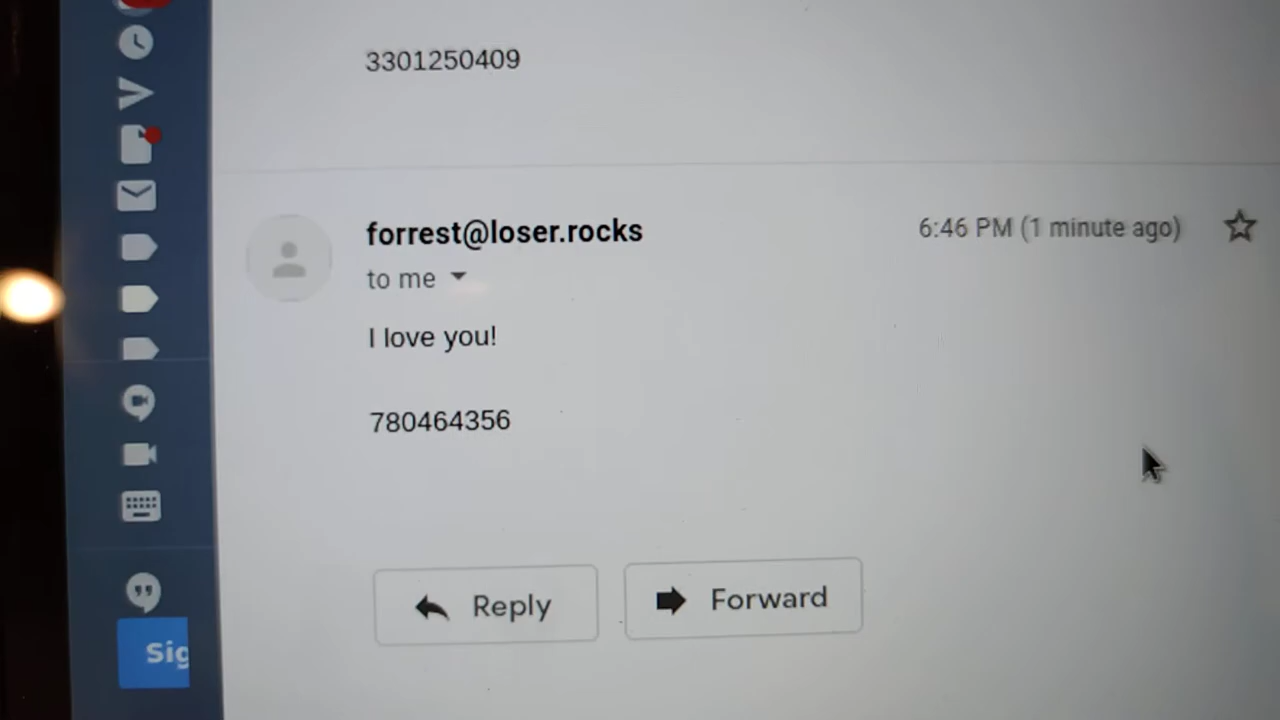 3301250409
forrest@loser.rocks
6:46 PM (1 minute ago)
to me
I love you!
780464356
Reply
Forward
Sig